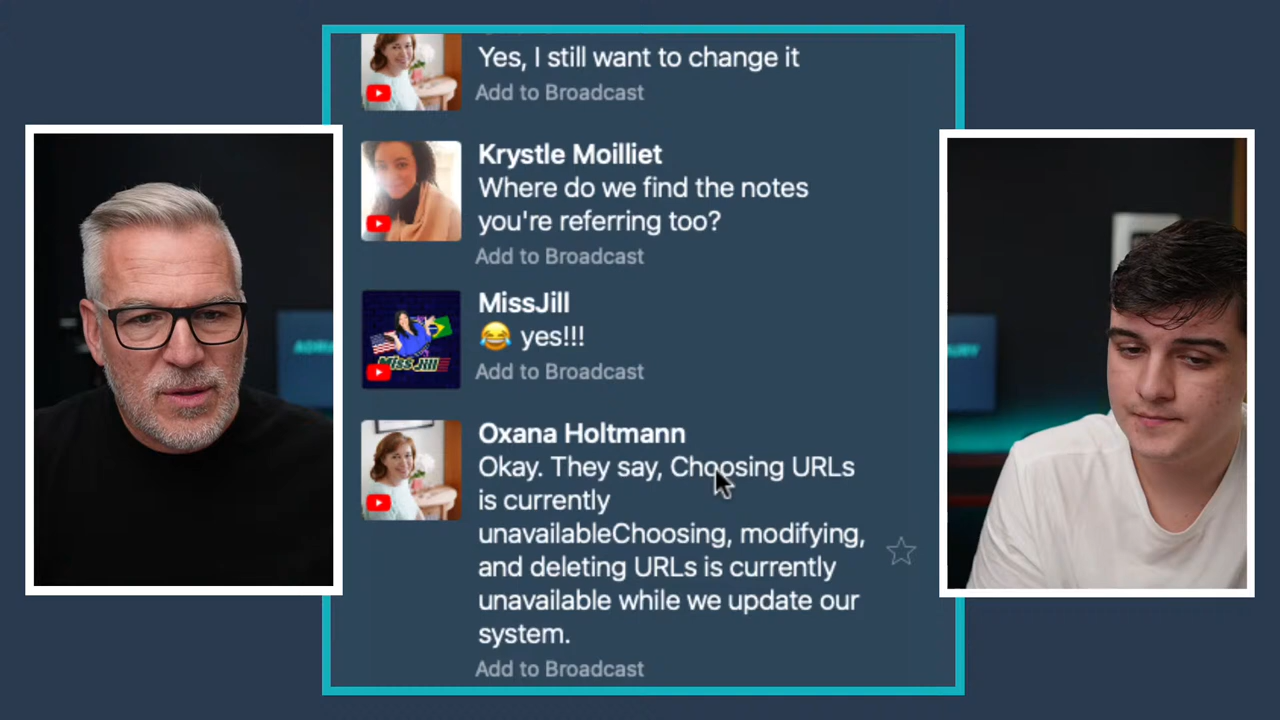 Yes, I still want to change it
Add to Broadcast
Krystle Moilliet
Where do we find the notes
you're referring too?
Add to Broadcast
MissJill
😂 yes!!!
Add to Broadcast
Miss Jill
Oxana Holtmann
Okay. They say, Choosing URLs
is currently
unavailableChoosing, modifying,
and deleting URLs is currently
unavailable while we update our
system.
Add to Broadcast